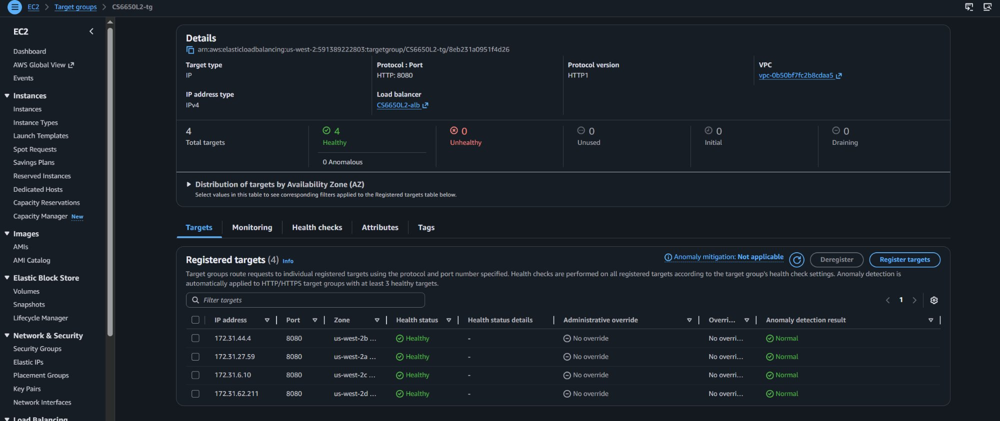 EC2 > Target groups > CS6650L2-tg
EC2
Dashboard
AWS Global View
Events
Instances
Instances
Instance Types
Launch Templates
Spot Requests
Savings Plans
Reserved Instances
Dedicated Hosts
Capacity Reservations
Capacity Manager New
Images
AMIs
AMI Catalog
Elastic Block Store
Volumes
Snapshots
Lifecycle Manager
Network & Security
Security Groups
Elastic IPs
Placement Groups
Key Pairs
Network Interfaces
Load Balancing
Details
arn:aws:elasticloadbalancing:us-west-2:591389222803:targetgroup/CS6650L2-tg/8eb231a0951f4d26
Target type
IP
Protocol : Port
HTTP: 8080
Protocol version
HTTP1
VPC
vpc-0b50bf7fc2b8cdaa5
IP address type
IPv4
Load balancer
CS6650L2-alb
4
Total targets
4
Healthy
0 Anomalous
0
Unhealthy
0
Unused
0
Initial
0
Draining
Distribution of targets by Availability Zone (AZ)
Select values in this table to see corresponding filters applied to the Registered targets table below.
Targets Monitoring Health checks Attributes Tags
Registered targets (4) Info
Anomaly mitigation: Not applicable
Deregister
Register targets
Target groups route requests to individual registered targets using the protocol and port number specified. Health checks are performed on all registered targets according to the target group's health check settings. Anomaly detection is
automatically applied to HTTP/HTTPS target groups with at least 3 healthy targets.
Filter targets
1
IP address Port Zone Health status Health status details Administrative override Overri... Anomaly detection result
172.31.44.4 8080 us-west-2b ... Healthy - No override No overri... Normal
172.31.27.59 8080 us-west-2a ... Healthy - No override No overri... Normal
172.31.6.10 8080 us-west-2c ... Healthy - No override No overri... Normal
172.31.62.211 8080 us-west-2d ... Healthy - No override No overri... Normal